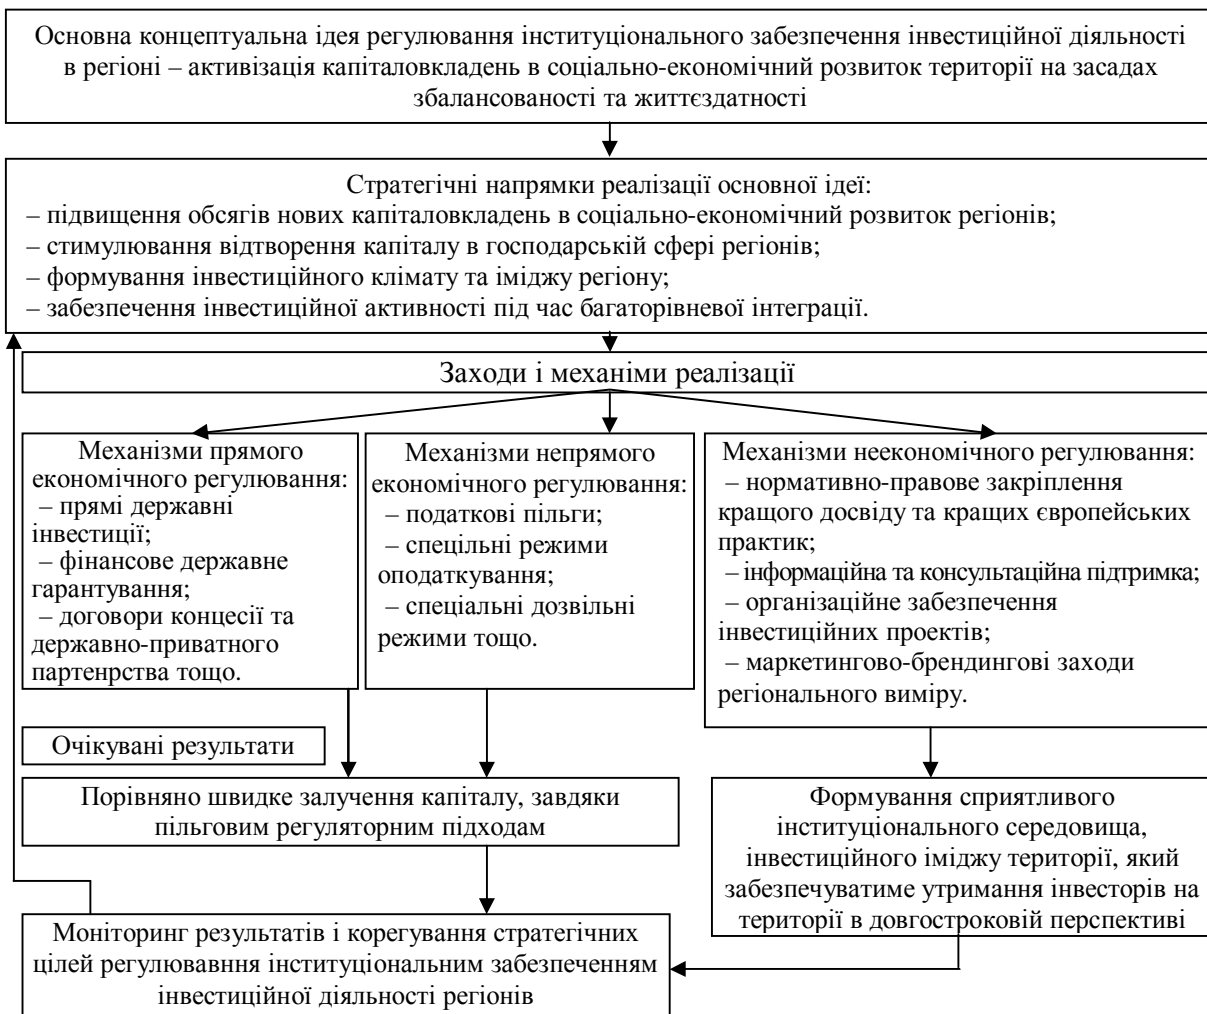 Основна концептуальна ідея регулювання інституціонального забезпечення інвестиційної діяльності
в регіоні – активізація капіталовкладень в соціально-економічний розвиток території на засадах
збалансованості та життєздатності
Стратегічні напрямки реалізації основної ідеї:
– підвищення обсягів нових капіталовкладень в соціально-економічний розвиток регіонів;
– стимулювання відтворення капіталу в господарській сфері регіонів;
– формування інвестиційного клімату та іміджу регіону;
– забезпечення інвестиційної активності під час багаторівневої інтеграції.
Заходи і механіми реалізації
Механізми прямого
економічного регулювання:
– прямі державні
інвестиції;
– фінансове державне
гарантування;
– договори концесії та
державно-приватного
партенрства тощо.
Механізми непрямого
економічного регулювання:
– податкові пільги;
– спецільні режими
оподаткування;
– спеціальні дозвільні
режими тощо.
Механізми неекономічного регулювання:
– нормативно-правове закріплення
кращого досвіду та кращих європейських
практик;
– інформаційна та консультаційна підтримка;
– організаційне забезпечення
інвестиційних проектів;
– маркетингово-брендингові заходи
регіонального виміру.
Очікувані результати
Порівняно швидке залучення капіталу, завдяки
пільговим регуляторним підходам
Формування сприятливого
інституціонального середовища,
інвестиційного іміджу території, який
забезпечуватиме утримання інвесторів на
території в довгостроковій перспективі
Моніторинг результатів і корегування стратегічних
цілей регулювавння інституціональним забезпеченням
інвестиційної діяльності регіонів